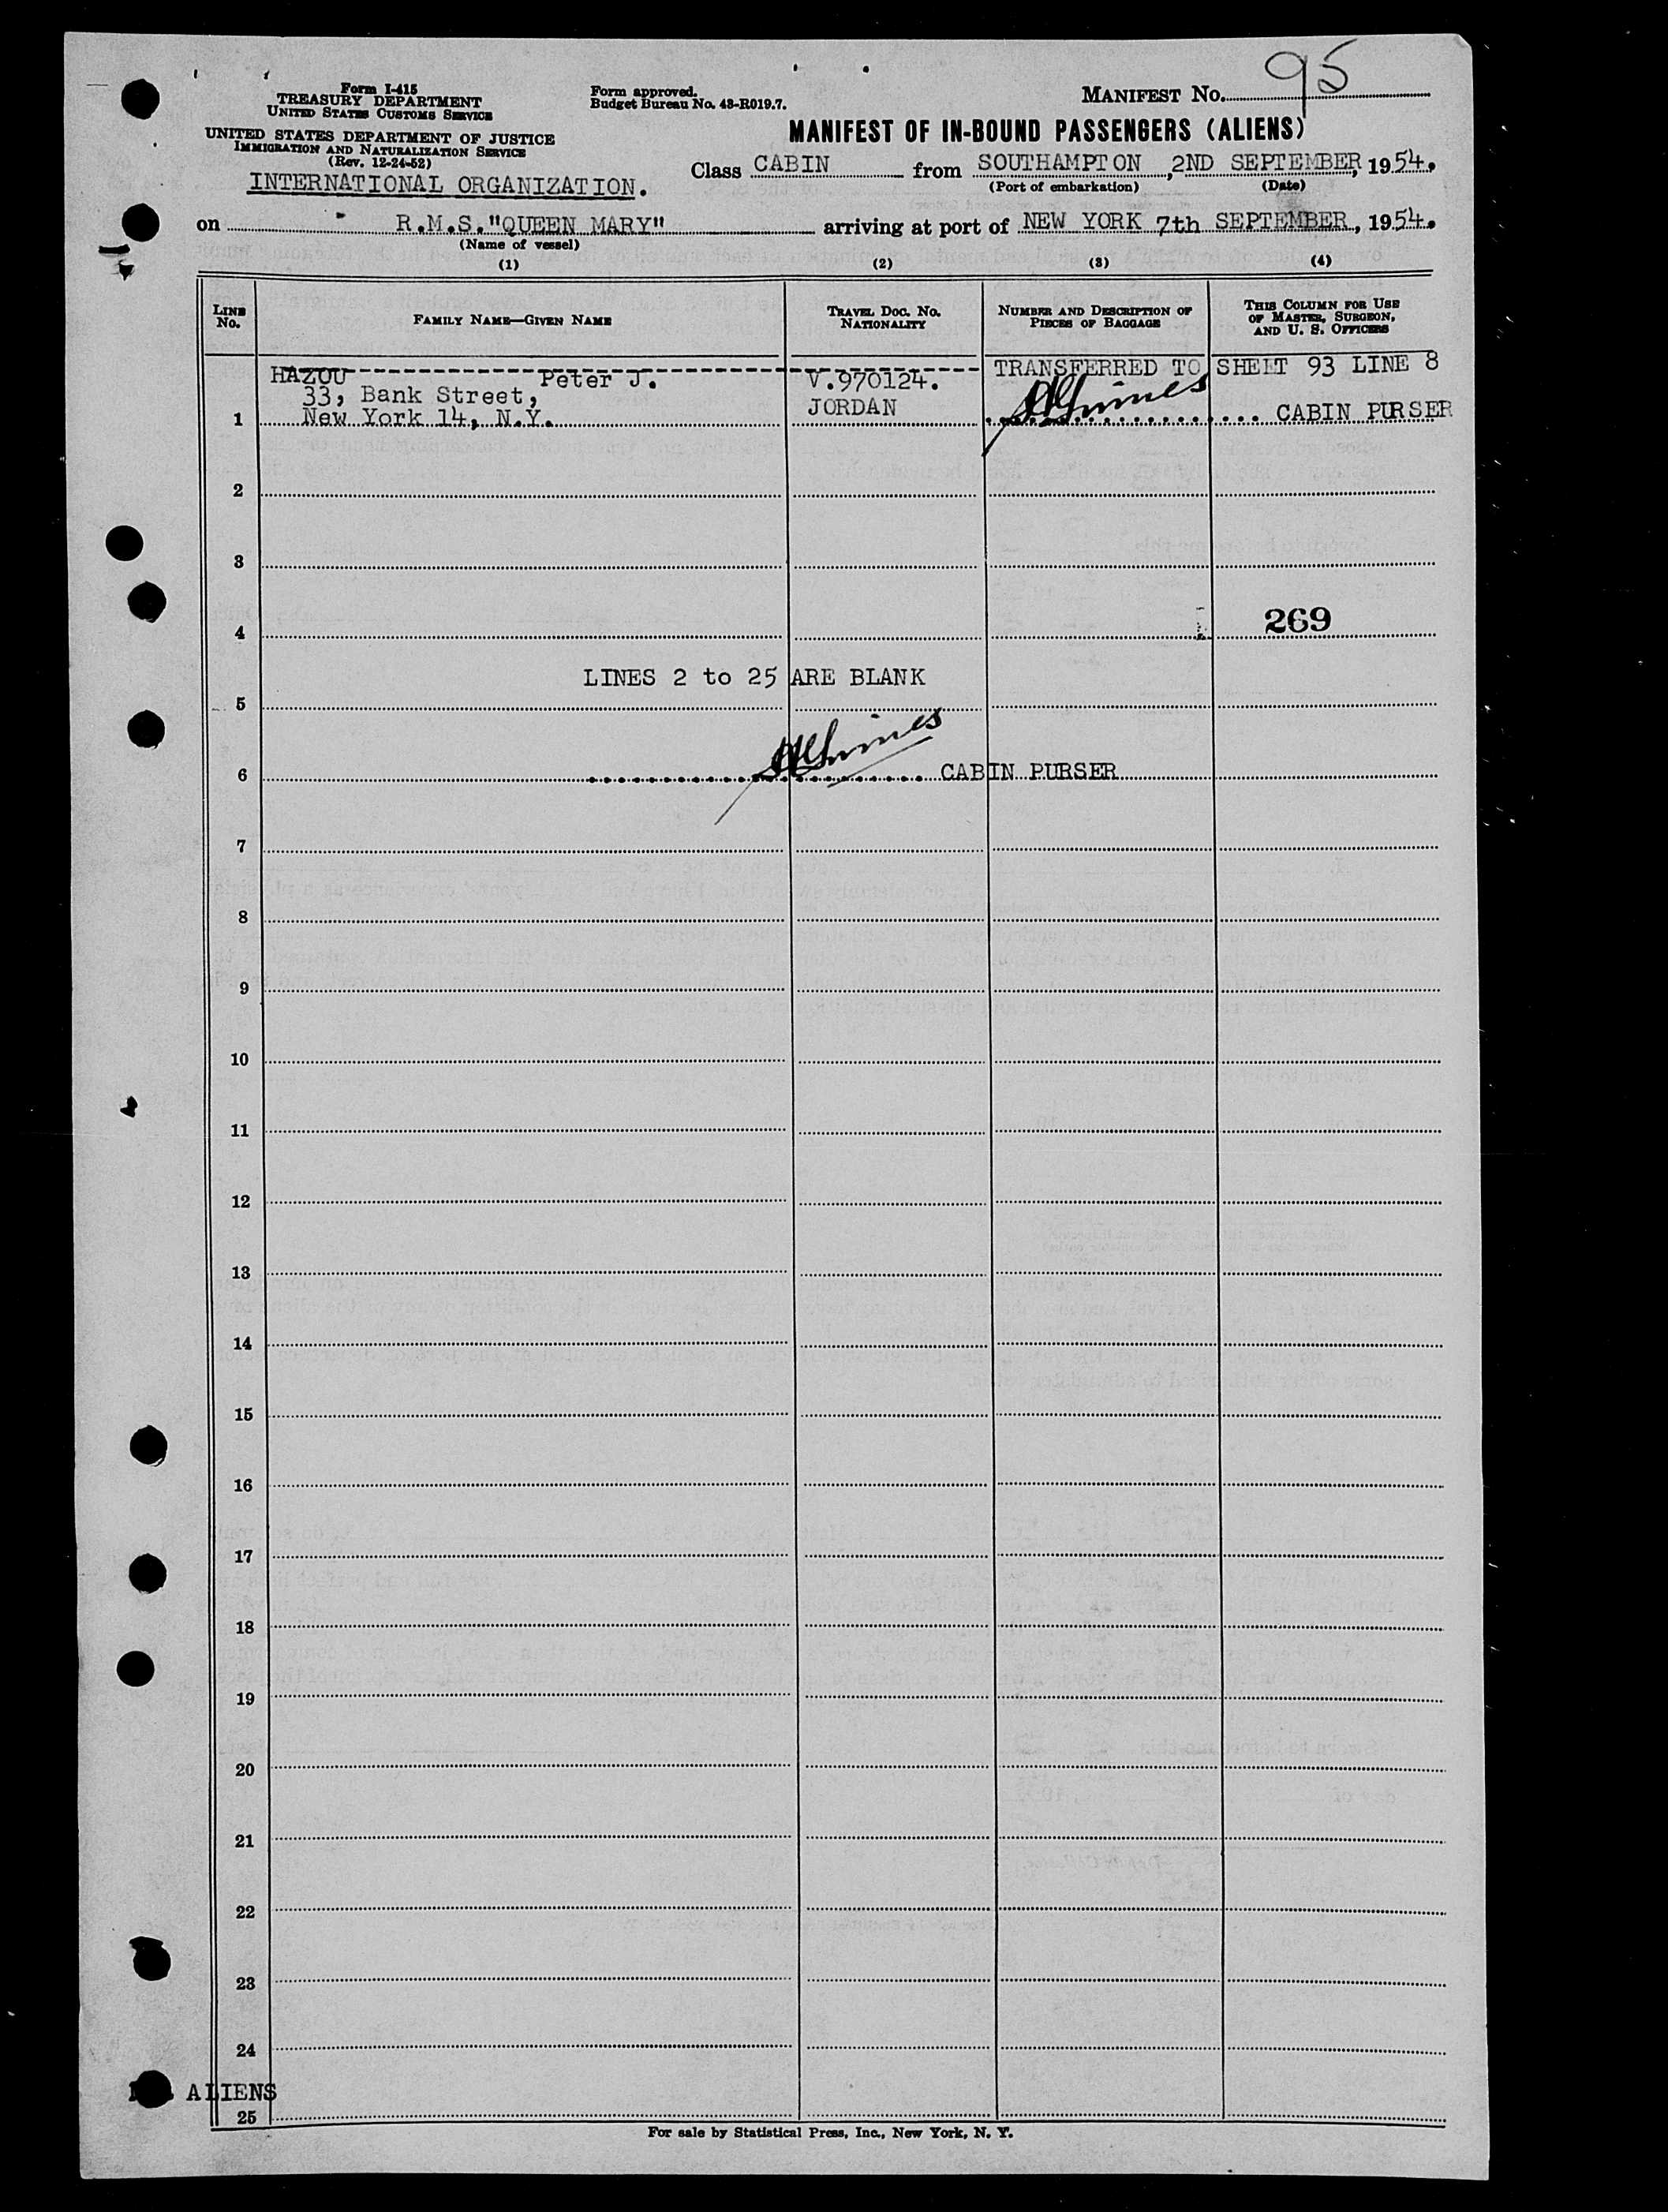 95
Form I-415
TREASURY DEPARTMENT
UNITED STATES CUSTOMS SERVICE
UNITED STATES DEPARTMENT OF JUSTICE
IMMIGRATION AND NATURALIZATION SERVICE
(Rev. 12-24-52)
INTERNATIONAL ORGANIZATION.
Form approved.
Budget Bureau No. 43-R019.7.
MANIFEST No.
MANIFEST OF IN-BOUND PASSENGERS (ALIENS)
Class CABIN from SOUTHAMPTON, 2ND SEPTEMBER, 1954.
(Port of embarkation) (Date)
on R.M.S."QUEEN MARY" arriving at port of NEW YORK 7th SEPTEMBER, 1954.
(Name of vessel)
(1) (2) (3) (4)
LINE No. FAMILY NAME—GIVEN NAME TRAVEL DOC. NO. NATIONALITY NUMBER AND DESCRIPTION OF PIECES OF BAGGAGE THIS COLUMN FOR USE OF MASTER, SURGEON, AND U. S. OFFICERS
HAZOU Peter J. V.970124. TRANSFERRED TO SHEET 93 LINE 8
33, Bank Street, JORDAN
1 New York 14, N.Y. CABIN PURSER
2
3
4 269
LINES 2 to 25 ARE BLANK
5
6 CABIN PURSER
7
8
9
10
11
12
13
14
15
16
17
18
19
20
21
22
23
24
ALIENS
25
For sale by Statistical Press, Inc., New York, N. Y.